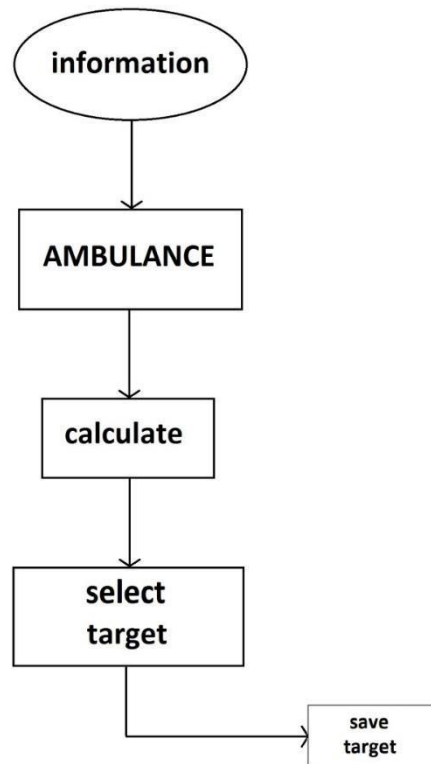 information
AMBULANCE
calculate
select
target
save
target